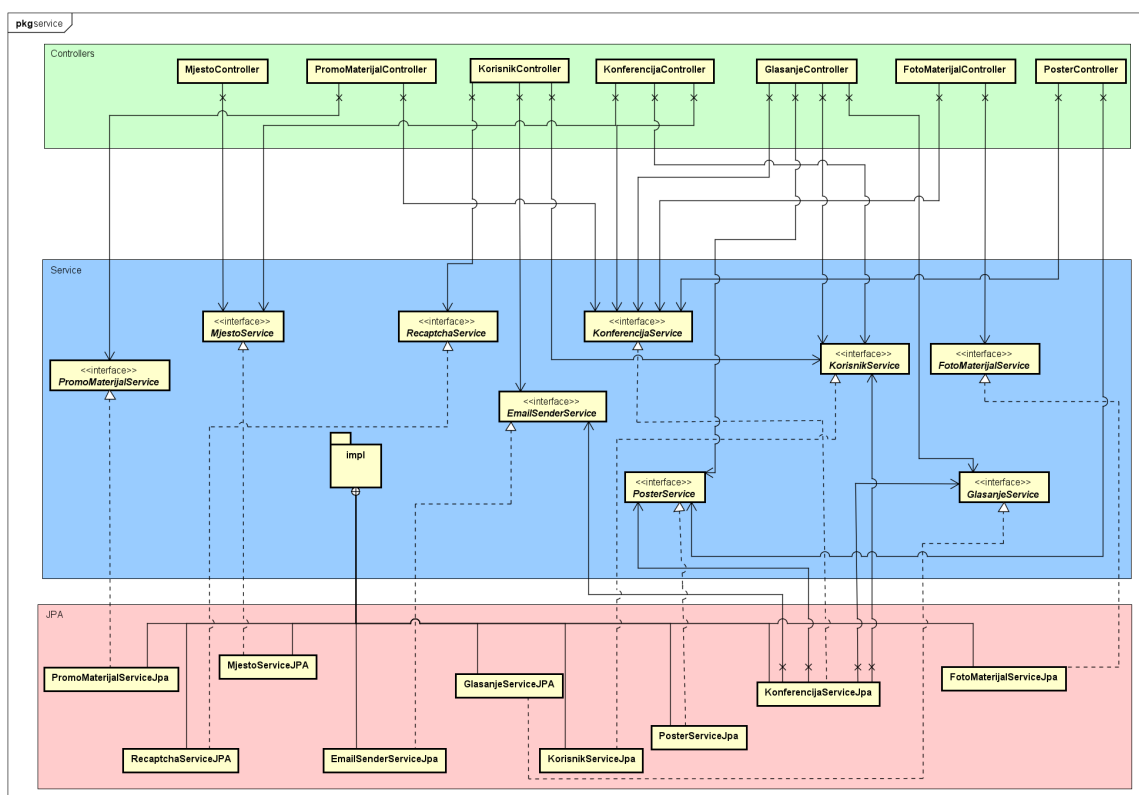 pkg service
Controllers
MjestoController
PromoMaterijalController
KorisnikController
KonferencijaController
GlasanjeController
FotoMaterijalController
PosterController
Service
<<interface>>
MjestoService
<<interface>>
RecaptchaService
<<interface>>
KonferencijaService
<<interface>>
KorisnikService
<<interface>>
FotoMaterijalService
<<interface>>
PromoMaterijalService
<<interface>>
EmailSenderService
impl
<<interface>>
PosterService
<<interface>>
GlasanjeService
JPA
PromoMaterijalServiceJpa
MjestoServiceJPA
GlasanjeServiceJPA
KonferencijaServiceJpa
FotoMaterijalServiceJpa
RecaptchaServiceJPA
EmailSenderServiceJpa
KorisnikServiceJpa
PosterServiceJpa